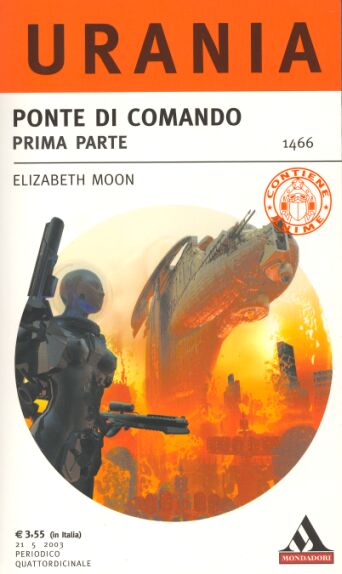 URANIA
PONTE DI COMANDO
PRIMA PARTE
1466
ELIZABETH MOON
CONTIENE
ANIME
€ 3,55 (in Italia)
21 5 2003
PERIODICO
QUATTORDICINALE
MONDADORI